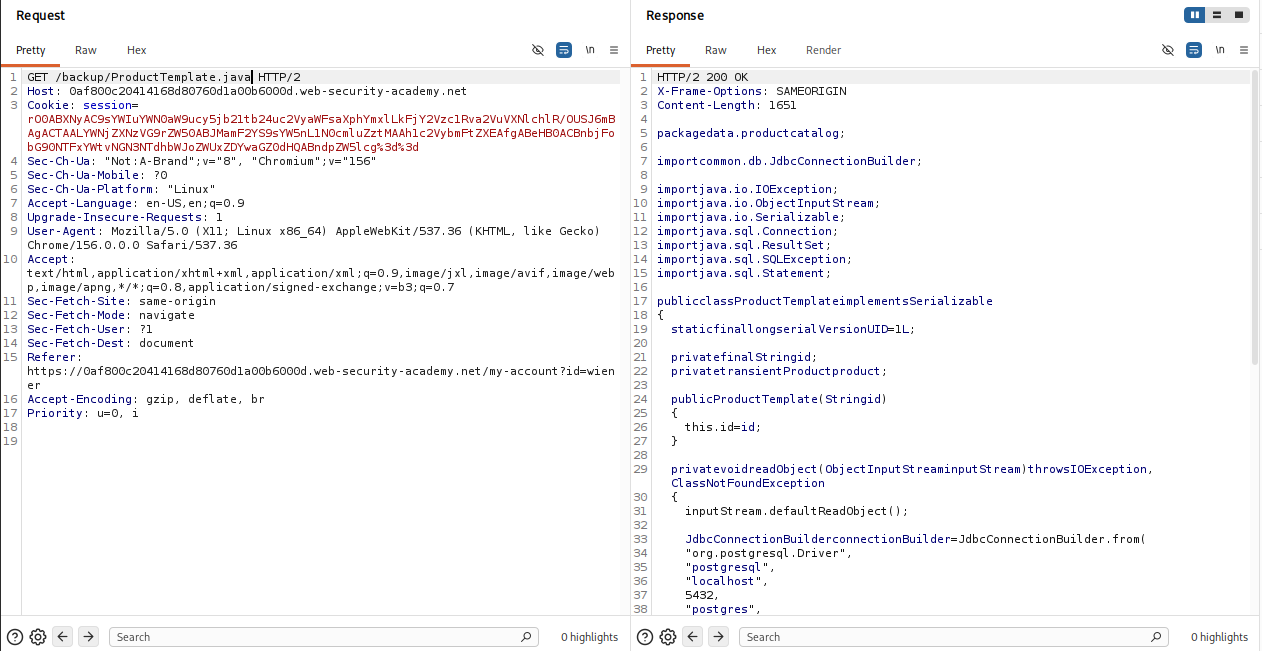 Request
Pretty Raw Hex \n
1 GET /backup/ProductTemplate.java HTTP/2
2 Host: 0af800c20414168d80760d1a00b6000d.web-security-academy.net
3 Cookie: session=
rO0ABXNyAC9sYWIuYWN0aW9ucy5jb21tb24uc2VyaWFsaXphYmxlLkFjY2Vzc1Rva2VuVXNlchlR/OUSJ6mB
AgACTAALYWNjZXNzVG9rZW50ABJMamF2YS9sYW5nL1N0cmluZztMAAh1c2VybmFtZXEAfgABeHB0ACBnbjFo
bG90NTFxYWtvNGN3NTdhbWJoZWUxZDYwaGZ0dHQABndpZW5lcg%3d%3d
4 Sec-Ch-Ua: "Not:A-Brand";v="8", "Chromium";v="156"
5 Sec-Ch-Ua-Mobile: ?0
6 Sec-Ch-Ua-Platform: "Linux"
7 Accept-Language: en-US,en;q=0.9
8 Upgrade-Insecure-Requests: 1
9 User-Agent: Mozilla/5.0 (X11; Linux x86_64) AppleWebKit/537.36 (KHTML, like Gecko)
Chrome/156.0.0.0 Safari/537.36
10 Accept:
text/html,application/xhtml+xml,application/xml;q=0.9,image/jxl,image/avif,image/web
p,image/apng,*/*;q=0.8,application/signed-exchange;v=b3;q=0.7
11 Sec-Fetch-Site: same-origin
12 Sec-Fetch-Mode: navigate
13 Sec-Fetch-User: ?1
14 Sec-Fetch-Dest: document
15 Referer:
https://0af800c20414168d80760d1a00b6000d.web-security-academy.net/my-account?id=wien
er
16 Accept-Encoding: gzip, deflate, br
17 Priority: u=0, i
18
19
Search 0 highlights
Response
Pretty Raw Hex Render \n
1 HTTP/2 200 OK
2 X-Frame-Options: SAMEORIGIN
3 Content-Length: 1651
4
5 packagedata.productcatalog;
6
7 importcommon.db.JdbcConnectionBuilder;
8
9 importjava.io.IOException;
10 importjava.io.ObjectInputStream;
11 importjava.io.Serializable;
12 importjava.sql.Connection;
13 importjava.sql.ResultSet;
14 importjava.sql.SQLException;
15 importjava.sql.Statement;
16
17 publicclassProductTemplateimplementsSerializable
18 {
19 staticfinallongserialVersionUID=1L;
20
21 privatefinalStringid;
22 privatetransientProductproduct;
23
24 publicProductTemplate(Stringid)
25 {
26 this.id=id;
27 }
28
29 privatevoidreadObject(ObjectInputStreaminputStream)throwsIOException,
ClassNotFoundException
30 {
31 inputStream.defaultReadObject();
32
33 JdbcConnectionBuilderconnectionBuilder=JdbcConnectionBuilder.from(
34 "org.postgresql.Driver",
35 "postgresql",
36 "localhost",
37 5432,
38 "postgres",
Search 0 highlights